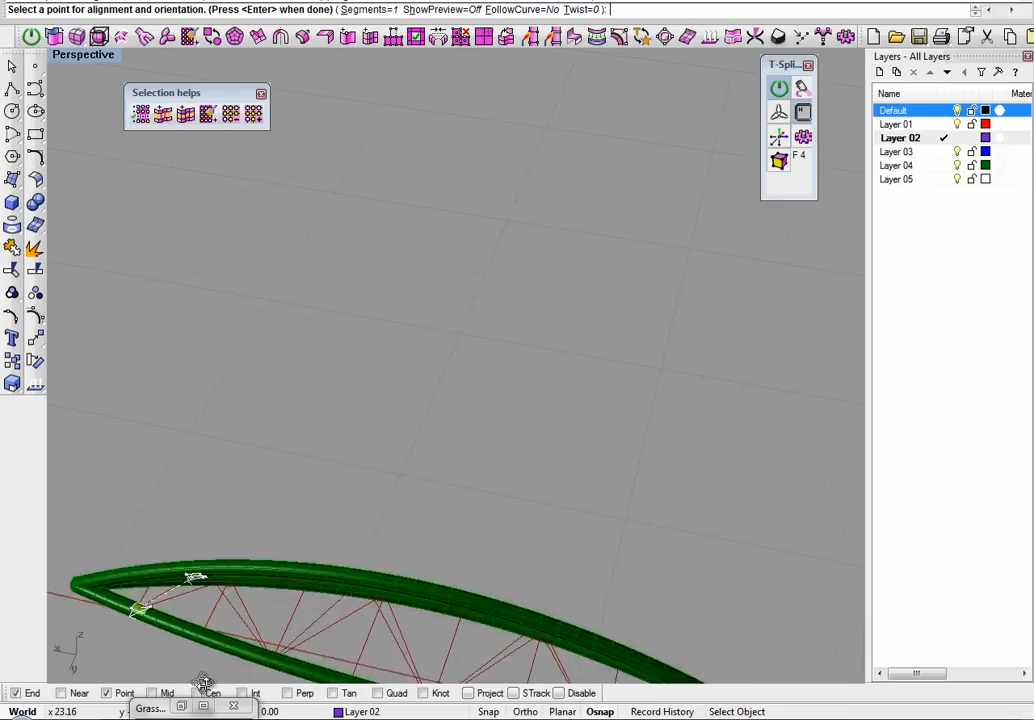 Select a point for alignment and orientation. (Press <Enter> when done) ( Segments=1 ShowPreview=Off FollowCurve=No Twist=0 ):
Perspective
Selection helps
T-Spli...
F 4
Layers - All Layers
Name
Mater
Default
Layer 01
Layer 02
Layer 03
Layer 04
Layer 05
z
x
y
End Near Point Mid Cen Int Perp Tan Quad Knot Project STrack Disable
Grass...
World x 23.16 y 0.00 Layer 02 Snap Ortho Planar Osnap Record History Select Object